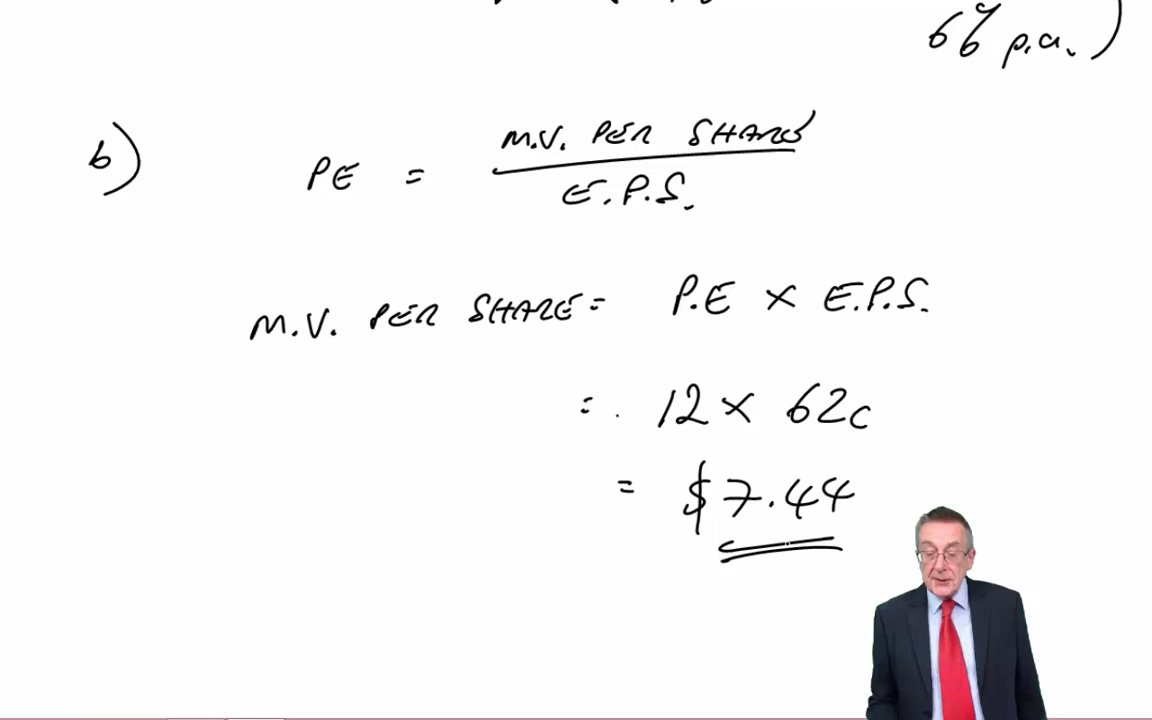 6% p.a. )
b) PE = M.V. PER SHARE
E.P.S.
M.V. PER SHARE = P.E × E.P.S.
= 12 × 62c
= $7.44